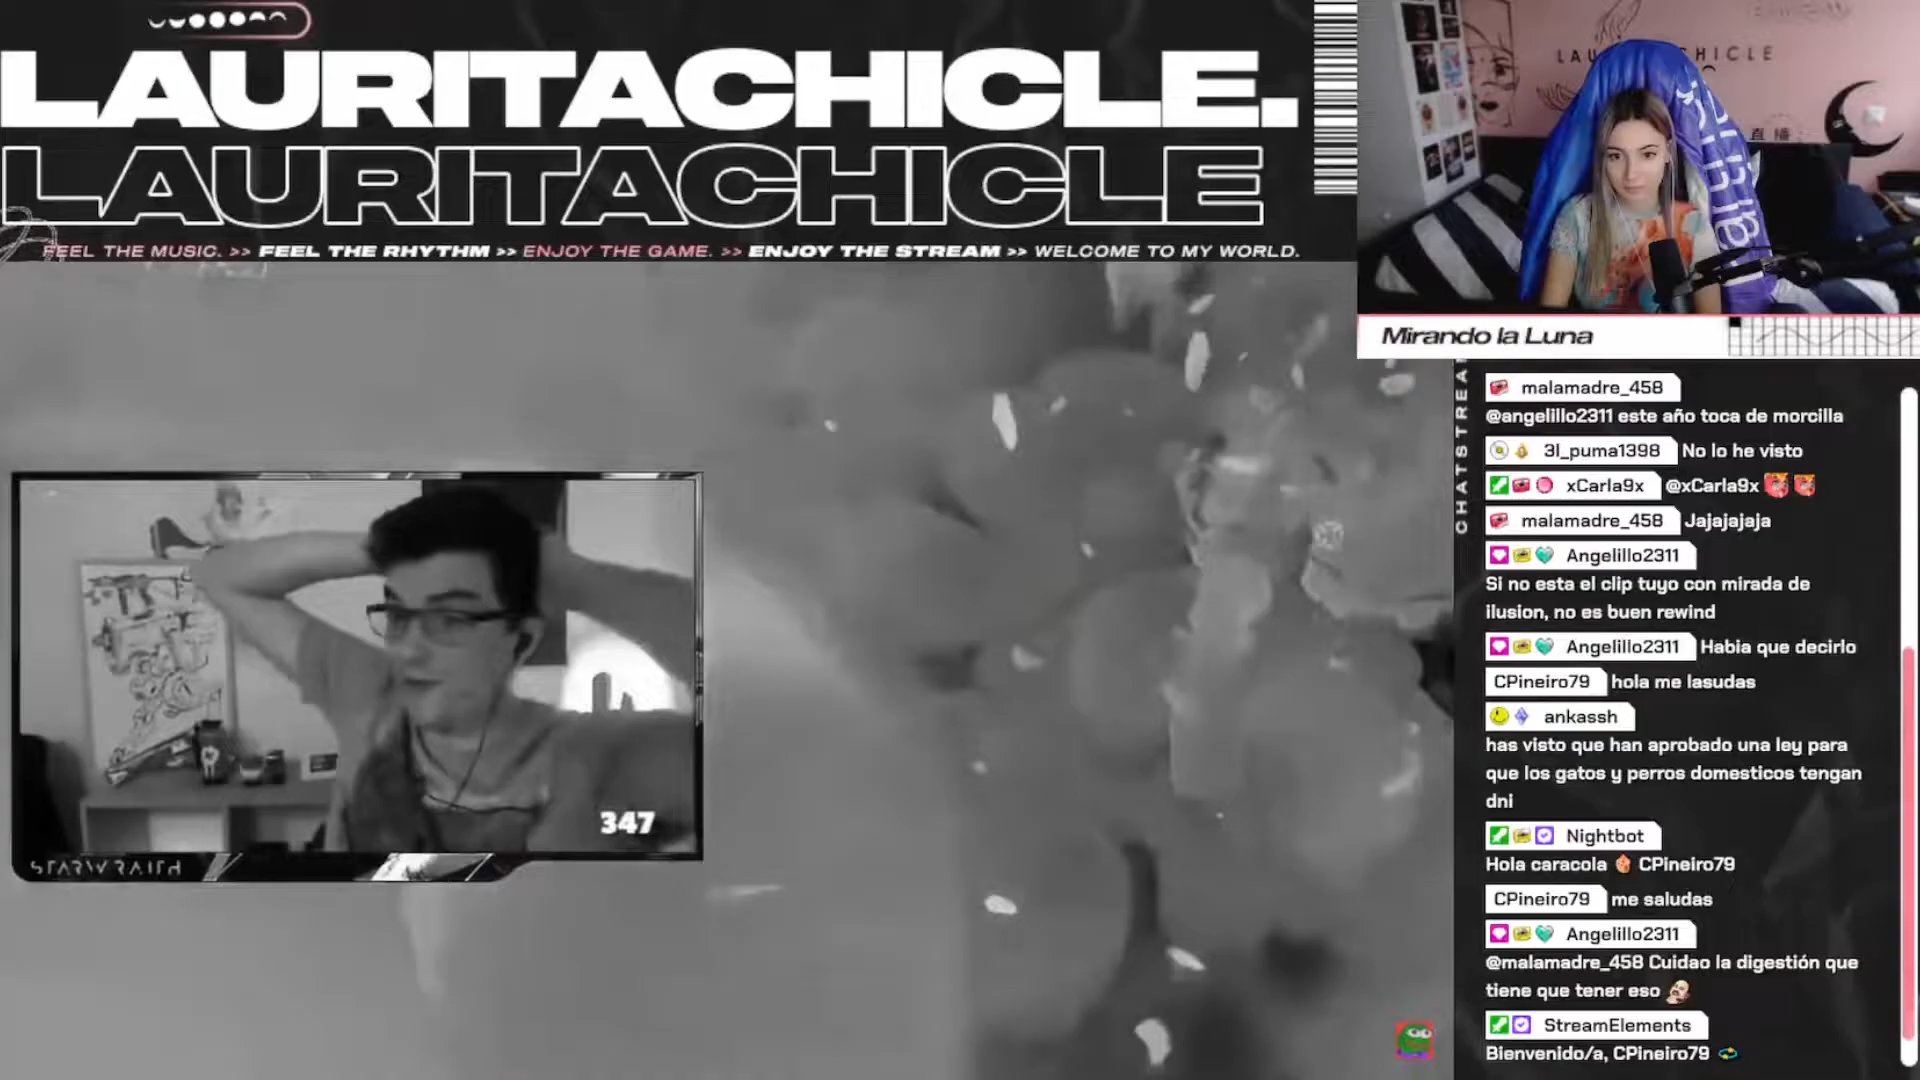 LAURITACHICLE.
LAURITACHICLE
FEEL THE MUSIC. >> FEEL THE RHYTHM >> ENJOY THE GAME. >> ENJOY THE STREAM >> WELCOME TO MY WORLD.
Mirando la Luna
malamadre_458
@angelillo2311 este año toca de morcilla
3l_puma1398 No lo he visto
xCarla9x @xCarla9x
malamadre_458 Jajajajaja
Angelillo2311
Si no esta el clip tuyo con mirada de
ilusion, no es buen rewind
Angelillo2311 Habia que decirlo
CPineiro79 hola me lasudas
ankassh
has visto que han aprobado una ley para
que los gatos y perros domesticos tengan
dni
Nightbot
Hola caracola CPineiro79
CPineiro79 me saludas
Angelillo2311
@malamadre_458 Cuidao la digestión que
tiene que tener eso
StreamElements
Bienvenido/a, CPineiro79
347
STARWRAITH